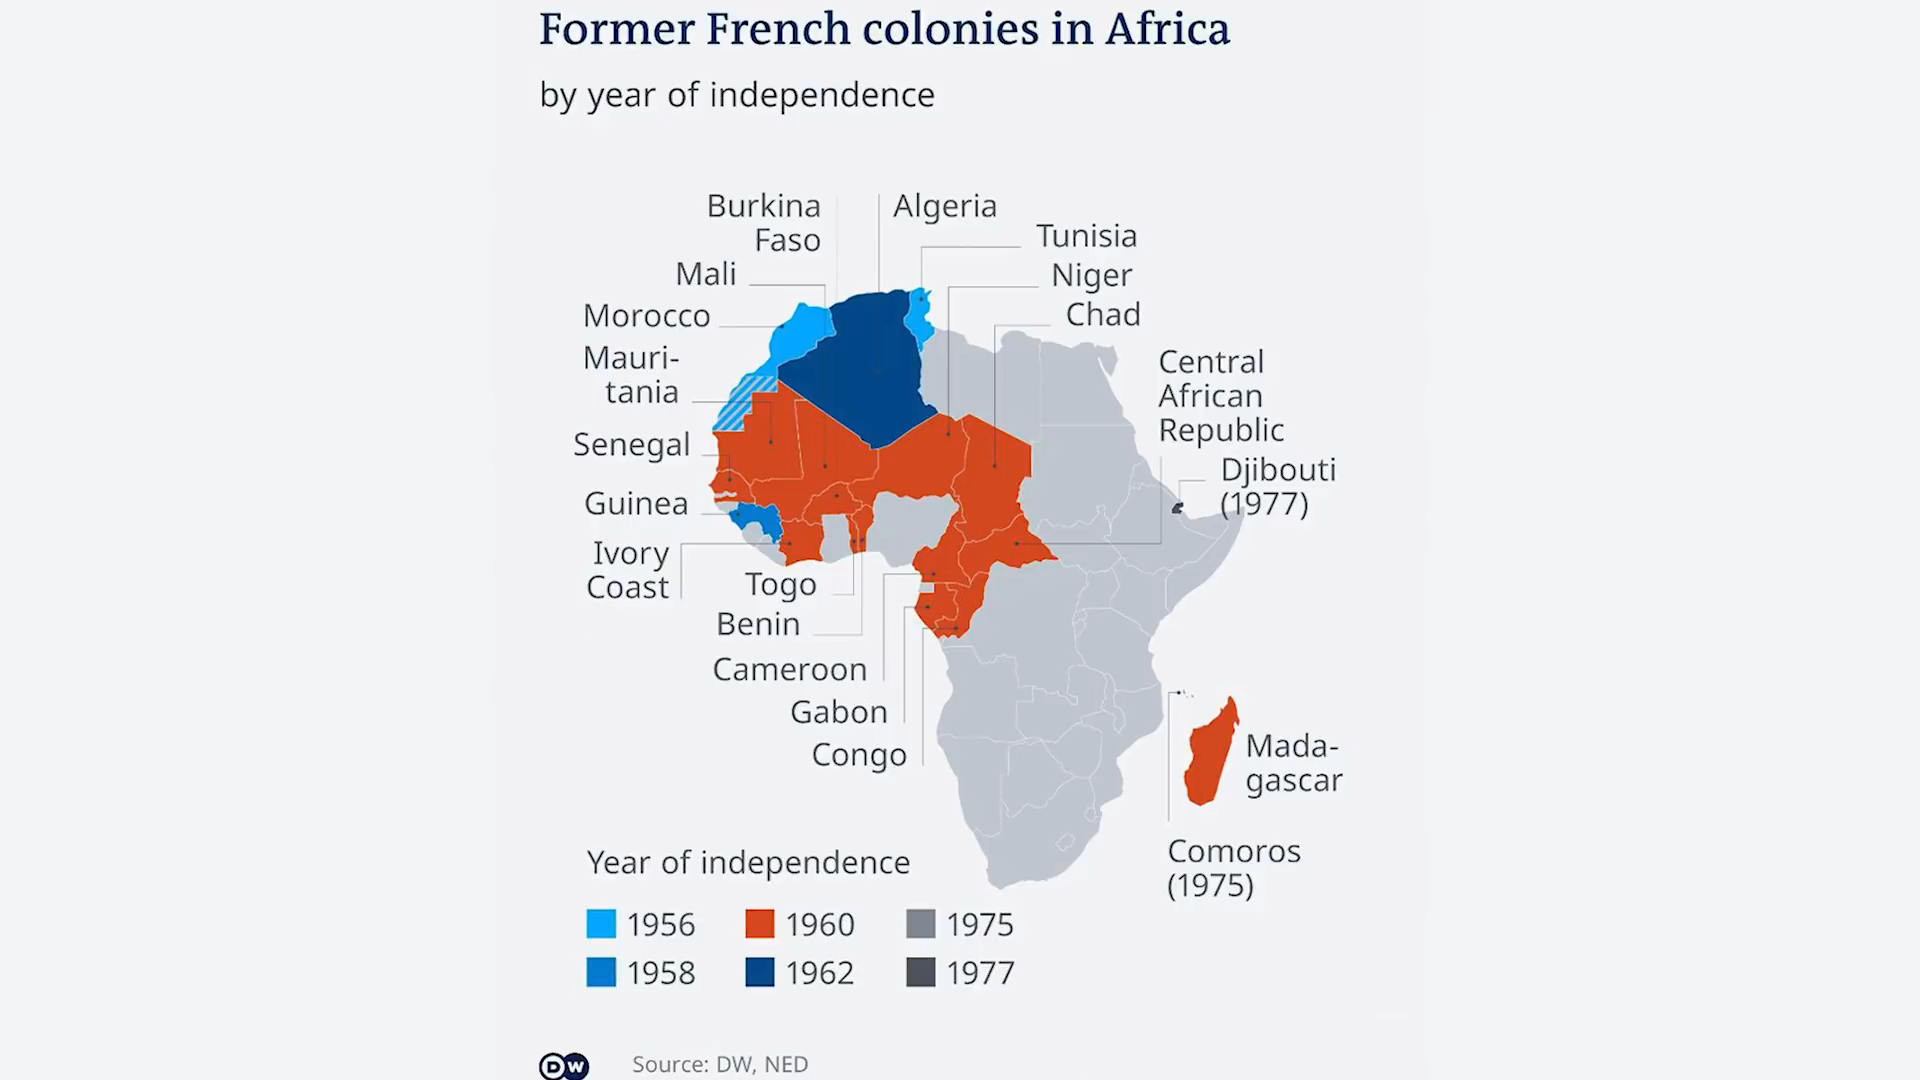 Former French colonies in Africa
by year of independence
Burkina
Faso
Algeria
Tunisia
Mali
Niger
Morocco
Chad
Mauri-
tania
Central
African
Republic
Senegal
Djibouti
(1977)
Guinea
Ivory
Coast
Togo
Benin
Cameroon
Gabon
Congo
Mada-
gascar
Comoros
(1975)
Year of independence
1956
1960
1975
1958
1962
1977
DW
Source: DW, NED